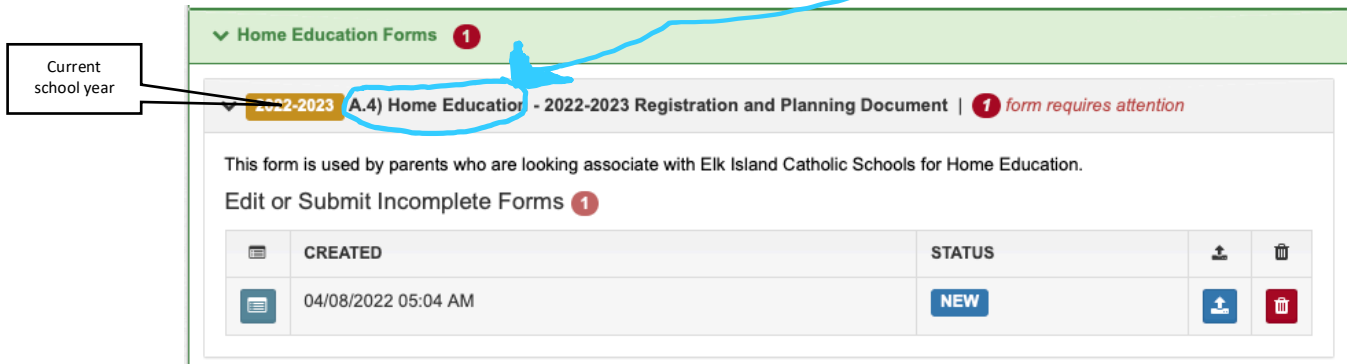 Home Education Forms 1
Current
school year
2022-2023 A.4) Home Education - 2022-2023 Registration and Planning Document | 1 form requires attention
This form is used by parents who are looking associate with Elk Island Catholic Schools for Home Education.
Edit or Submit Incomplete Forms 1
CREATED STATUS
04/08/2022 05:04 AM NEW